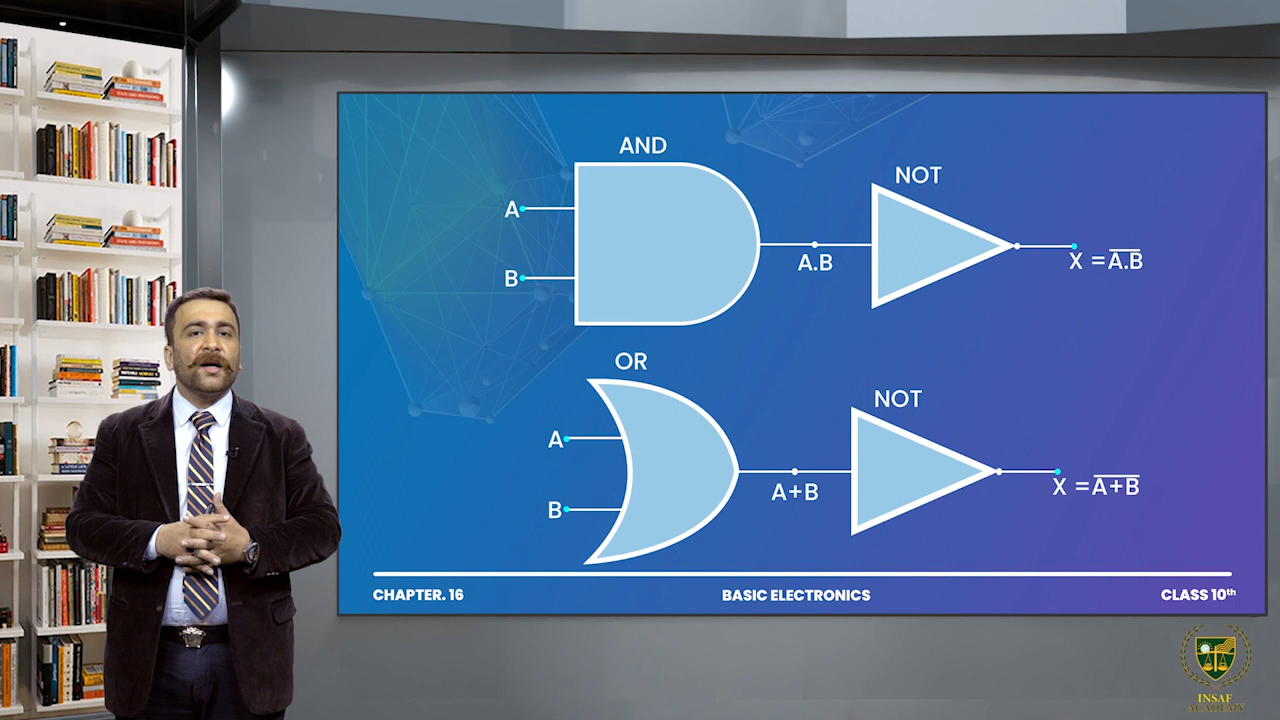 AND
NOT
A
B
A.B
X = A̅.̅B̅
OR
NOT
A
B
A+B
X = A̅+̅B̅
CHAPTER. 16
BASIC ELECTRONICS
CLASS 10th
INSAF
ACADEMY